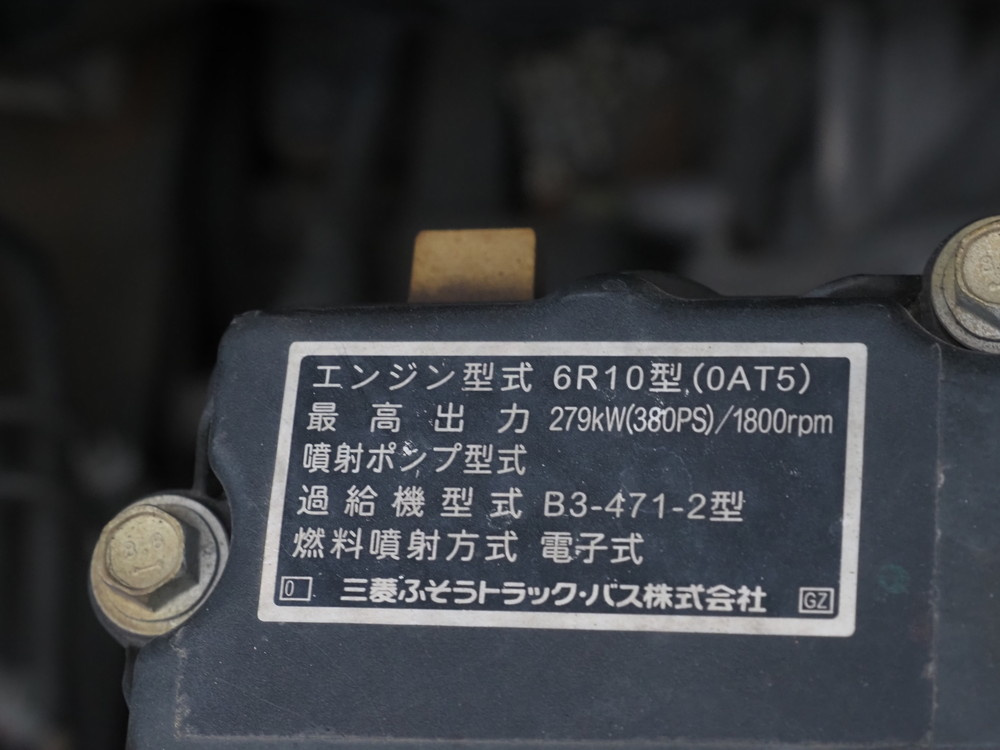 エンジン型式 6R10型,(0AT5)
最高出力 279kW(380PS)/1800rpm
噴射ポンプ型式
過給機型式 B3-471-2型
燃料噴射方式 電子式
0 三菱ふそうトラック・バス株式会社 GZ